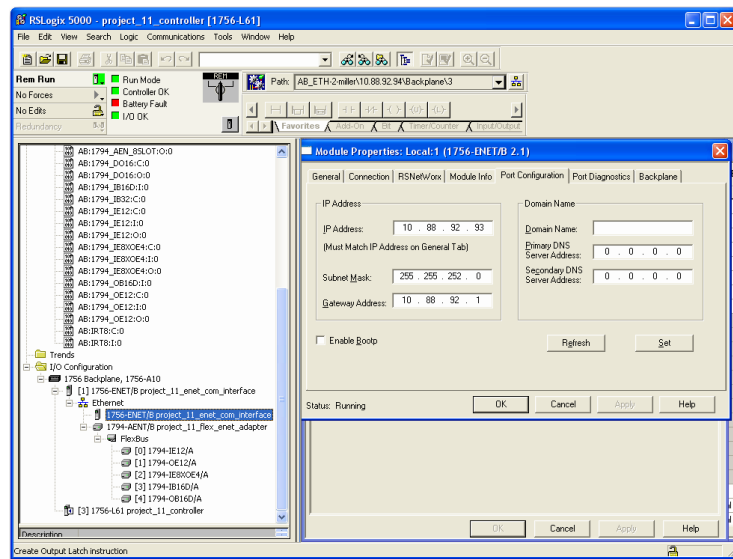 RSLogix 5000 - project_11_controller [1756-L61]
File Edit View Search Logic Communications Tools Window Help
Rem Run
Run Mode
No Forces
Controller OK
Battery Fault
No Edits
I/O OK
Redundancy
REM
Path: AB_ETH-2-miller\10.88.92.94\Backplane\3
Favorites Add-On Bit Timer/Counter Input/Output
AB:1794_AEN_8SLOT:O:0
AB:1794_DO16:C:0
AB:1794_DO16:O:0
AB:1794_IB16D:I:0
AB:1794_IB32:C:0
AB:1794_IE12:C:0
AB:1794_IE12:I:0
AB:1794_IE12:O:0
AB:1794_IE8XOE4:C:0
AB:1794_IE8XOE4:I:0
AB:1794_IE8XOE4:O:0
AB:1794_OB16D:I:0
AB:1794_OE12:C:0
AB:1794_OE12:I:0
AB:1794_OE12:O:0
AB:IRT8:C:0
AB:IRT8:I:0
Trends
I/O Configuration
1756 Backplane, 1756-A10
[1] 1756-ENET/B project_11_enet_com_interface
Ethernet
1756-ENET/B project_11_enet_com_interface
1794-AENT/B project_11_flex_enet_adapter
FlexBus
[0] 1794-IE12/A
[1] 1794-OE12/A
[2] 1794-IE8XOE4/A
[3] 1794-IB16D/A
[4] 1794-OB16D/A
[3] 1756-L61 project_11_controller
Description
Module Properties: Local:1 (1756-ENET/B 2.1)
General Connection RSNetWorx Module Info Port Configuration Port Diagnostics Backplane
IP Address
IP Address: 10 . 88 . 92 . 93
(Must Match IP Address on General Tab)
Subnet Mask: 255 . 255 . 252 . 0
Gateway Address: 10 . 88 . 92 . 1
Enable Bootp
Domain Name
Domain Name:
Primary DNS Server Address: 0 . 0 . 0 . 0
Secondary DNS Server Address: 0 . 0 . 0 . 0
Refresh Set
Status: Running
OK Cancel Apply Help
OK Cancel Apply Help
Create Output Latch instruction